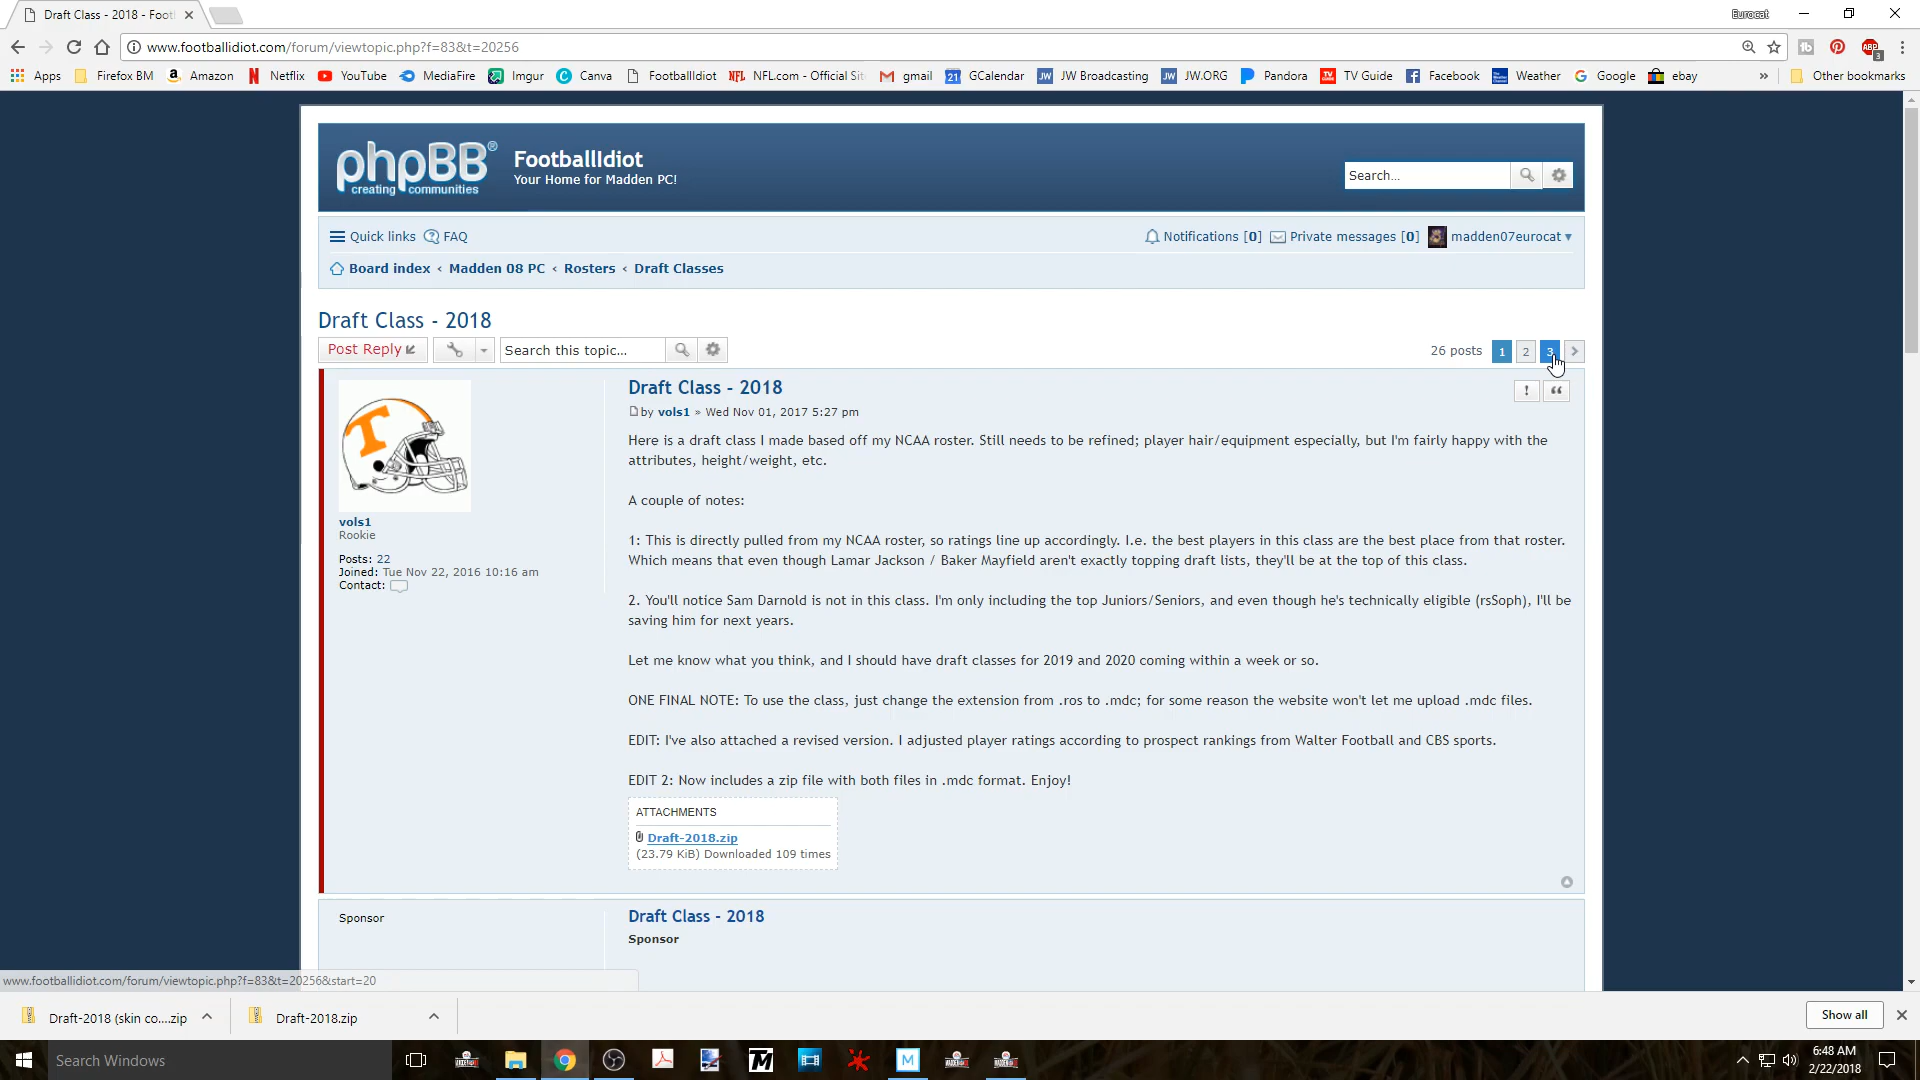 Draft Class - 2018 - Foot
Eurocat
www.footballidiot.com/forum/viewtopic.php?f=83&t=20256
Apps Firefox BM Amazon Netflix YouTube MediaFire Imgur Canva FootballIdiot NFL.com - Official Si gmail GCalendar JW Broadcasting JW.ORG Pandora TV Guide Facebook Weather Google ebay » Other bookmarks
phpBB®
creating communities
FootballIdiot
Your Home for Madden PC!
Search...
Quick links FAQ
Notifications [0] Private messages [0] madden07eurocat
Board index ‹ Madden 08 PC ‹ Rosters ‹ Draft Classes
Draft Class - 2018
Post Reply Search this topic...
26 posts 1 2 3
Draft Class - 2018
by vols1 » Wed Nov 01, 2017 5:27 pm
Here is a draft class I made based off my NCAA roster. Still needs to be refined; player hair/equipment especially, but I'm fairly happy with the
attributes, height/weight, etc.
A couple of notes:
1: This is directly pulled from my NCAA roster, so ratings line up accordingly. I.e. the best players in this class are the best place from that roster.
Which means that even though Lamar Jackson / Baker Mayfield aren't exactly topping draft lists, they'll be at the top of this class.
2. You'll notice Sam Darnold is not in this class. I'm only including the top Juniors/Seniors, and even though he's technically eligible (rsSoph), I'll be
saving him for next years.
Let me know what you think, and I should have draft classes for 2019 and 2020 coming within a week or so.
ONE FINAL NOTE: To use the class, just change the extension from .ros to .mdc; for some reason the website won't let me upload .mdc files.
EDIT: I've also attached a revised version. I adjusted player ratings according to prospect rankings from Walter Football and CBS sports.
EDIT 2: Now includes a zip file with both files in .mdc format. Enjoy!
ATTACHMENTS
Draft-2018.zip
(23.79 KiB) Downloaded 109 times
vols1
Rookie
Posts: 22
Joined: Tue Nov 22, 2016 10:16 am
Contact:
Sponsor
Draft Class - 2018
Sponsor
www.footballidiot.com/forum/viewtopic.php?f=83&t=20256&start=20
Draft-2018 (skin co....zip
Draft-2018.zip
Show all
Search Windows
6:48 AM
2/22/2018